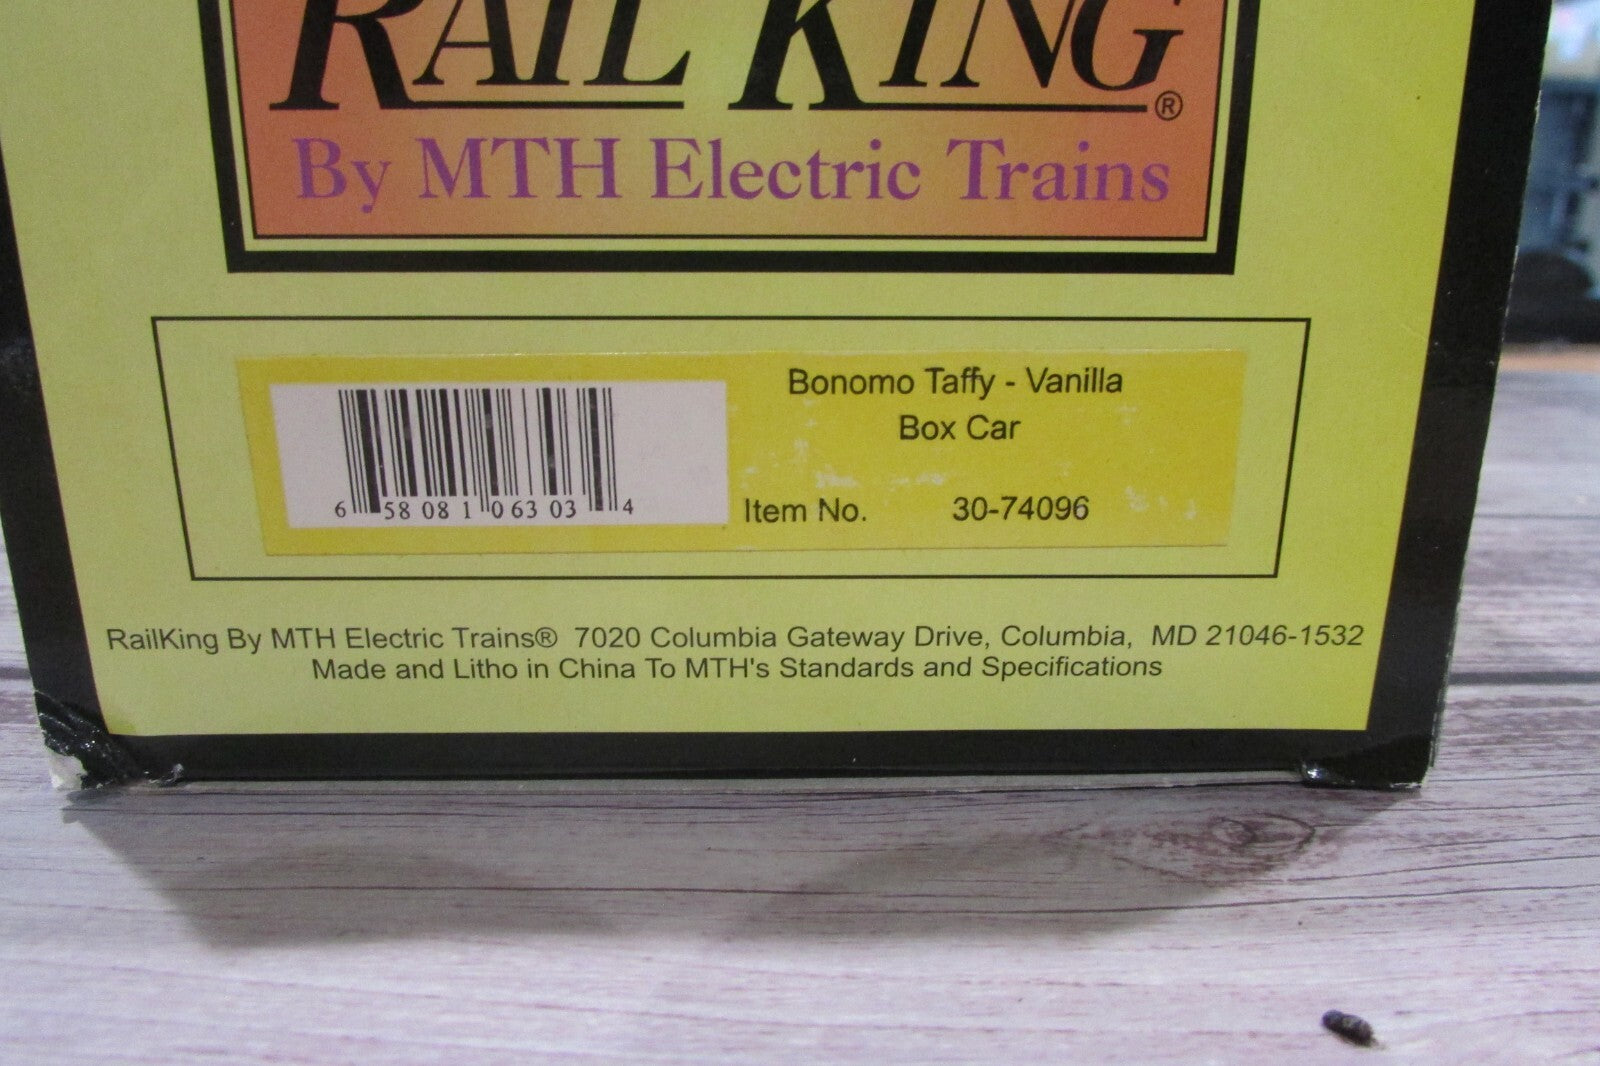 RAIL KING®
By MTH Electric Trains
Bonomo Taffy - Vanilla
Box Car
Item No. 30-74096
6 58081 06303 4
RailKing By MTH Electric Trains® 7020 Columbia Gateway Drive, Columbia, MD 21046-1532
Made and Litho in China To MTH's Standards and Specifications